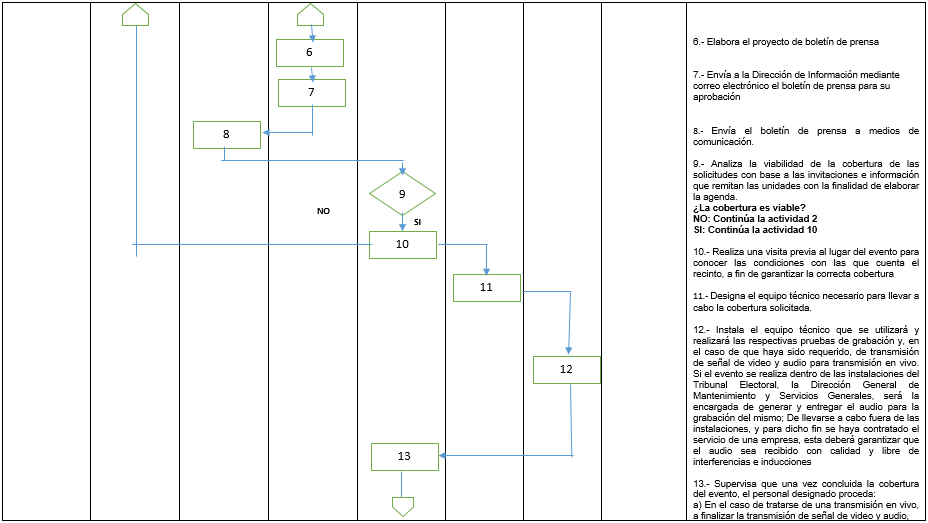 6
7
8
9
NO
SI
10
11
12
13
6.- Elabora el proyecto de boletín de prensa
7.- Envía a la Dirección de Información mediante
correo electrónico el boletín de prensa para su
aprobación
8.- Envía el boletín de prensa a medios de
comunicación.
9.- Analiza la viabilidad de la cobertura de las
solicitudes con base a las invitaciones e información
que remitan las unidades con la finalidad de elaborar
la agenda.
¿La cobertura es viable?
NO: Continúa la actividad 2
SI: Continúa la actividad 10
10.- Realiza una visita previa al lugar del evento para
conocer las condiciones con las que cuenta el
recinto, a fin de garantizar la correcta cobertura
11.- Designa el equipo técnico necesario para llevar a
cabo la cobertura solicitada.
12.- Instala el equipo técnico que se utilizará y
realizará las respectivas pruebas de grabación y, en
el caso de que haya sido requerido, de transmisión
de señal de video y audio para transmisión en vivo.
Si el evento se realiza dentro de las instalaciones del
Tribunal Electoral, la Dirección General de
Mantenimiento y Servicios Generales, será la
encargada de generar y entregar el audio para la
grabación del mismo; De llevarse a cabo fuera de las
instalaciones, y para dicho fin se haya contratado el
servicio de una empresa, esta deberá garantizar que
el audio sea recibido con calidad y libre de
interferencias e inducciones
13.- Supervisa que una vez concluida la cobertura
del evento, el personal designado proceda:
a) En el caso de tratarse de una transmisión en vivo,
a finalizar la transmisión de señal de video y audio,